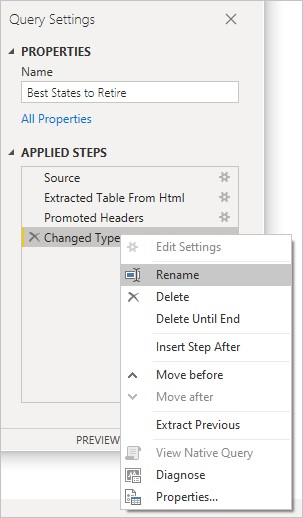 Query Settings
PROPERTIES
Name
Best States to Retire
All Properties
APPLIED STEPS
Source
Extracted Table From Html
Promoted Headers
Changed Type
Edit Settings
Rename
Delete
Delete Until End
Insert Step After
Move before
Move after
Extract Previous
View Native Query
Diagnose
Properties...
PREVIEW